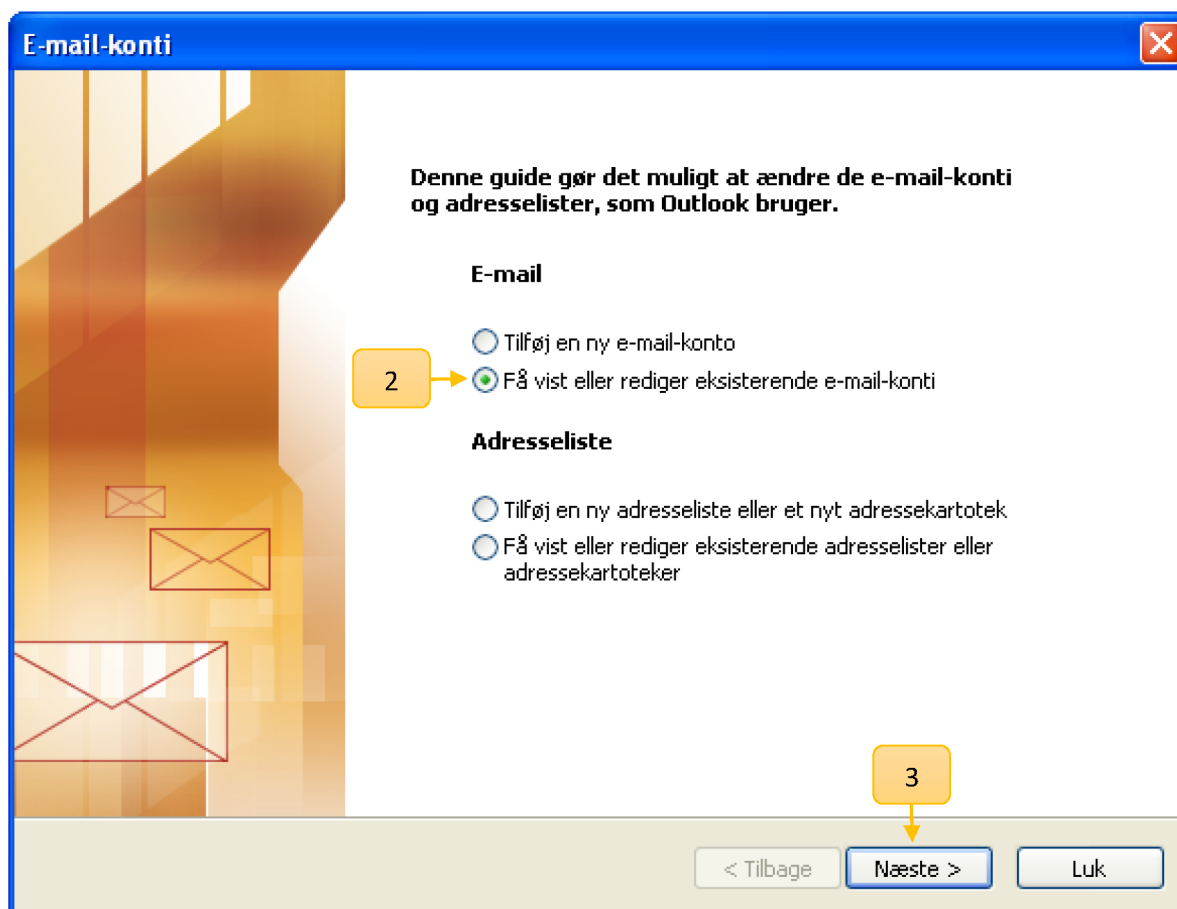 E-mail-konti
Denne guide gør det muligt at ændre de e-mail-konti
og adresselister, som Outlook bruger.
E-mail
Tilføj en ny e-mail-konto
2
Få vist eller rediger eksisterende e-mail-konti
Adresseliste
Tilføj en ny adresseliste eller et nyt adressekartotek
Få vist eller rediger eksisterende adresselister eller
adressekartoteker
3
< Tilbage
Næste >
Luk